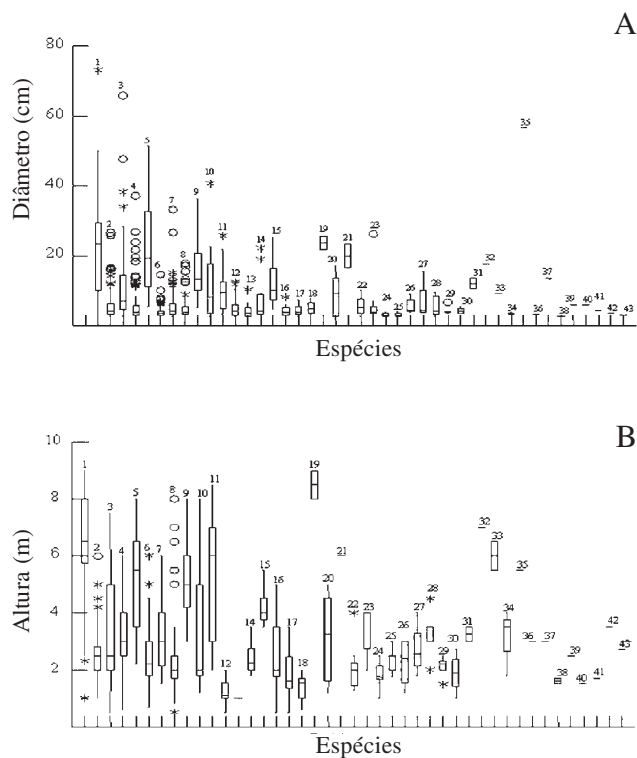 A
Diâmetro (cm)
80
60
40
20
1 2 3 4 5 6 7 8 9 10 11 12 13 14 15 16 17 18 19 20 21 22 23 24 25 26 27 28 29 30 31 32 33 34 35 36 37 38 39 40 41 42 43
Espécies
B
Altura (m)
10
8
6
4
2
1 2 3 4 5 6 7 8 9 10 11 12 14 15 16 17 18 19 20 21 22 23 24 25 26 27 28 29 30 31 32 33 34 35 36 37 38 39 40 41 42 43
Espécies